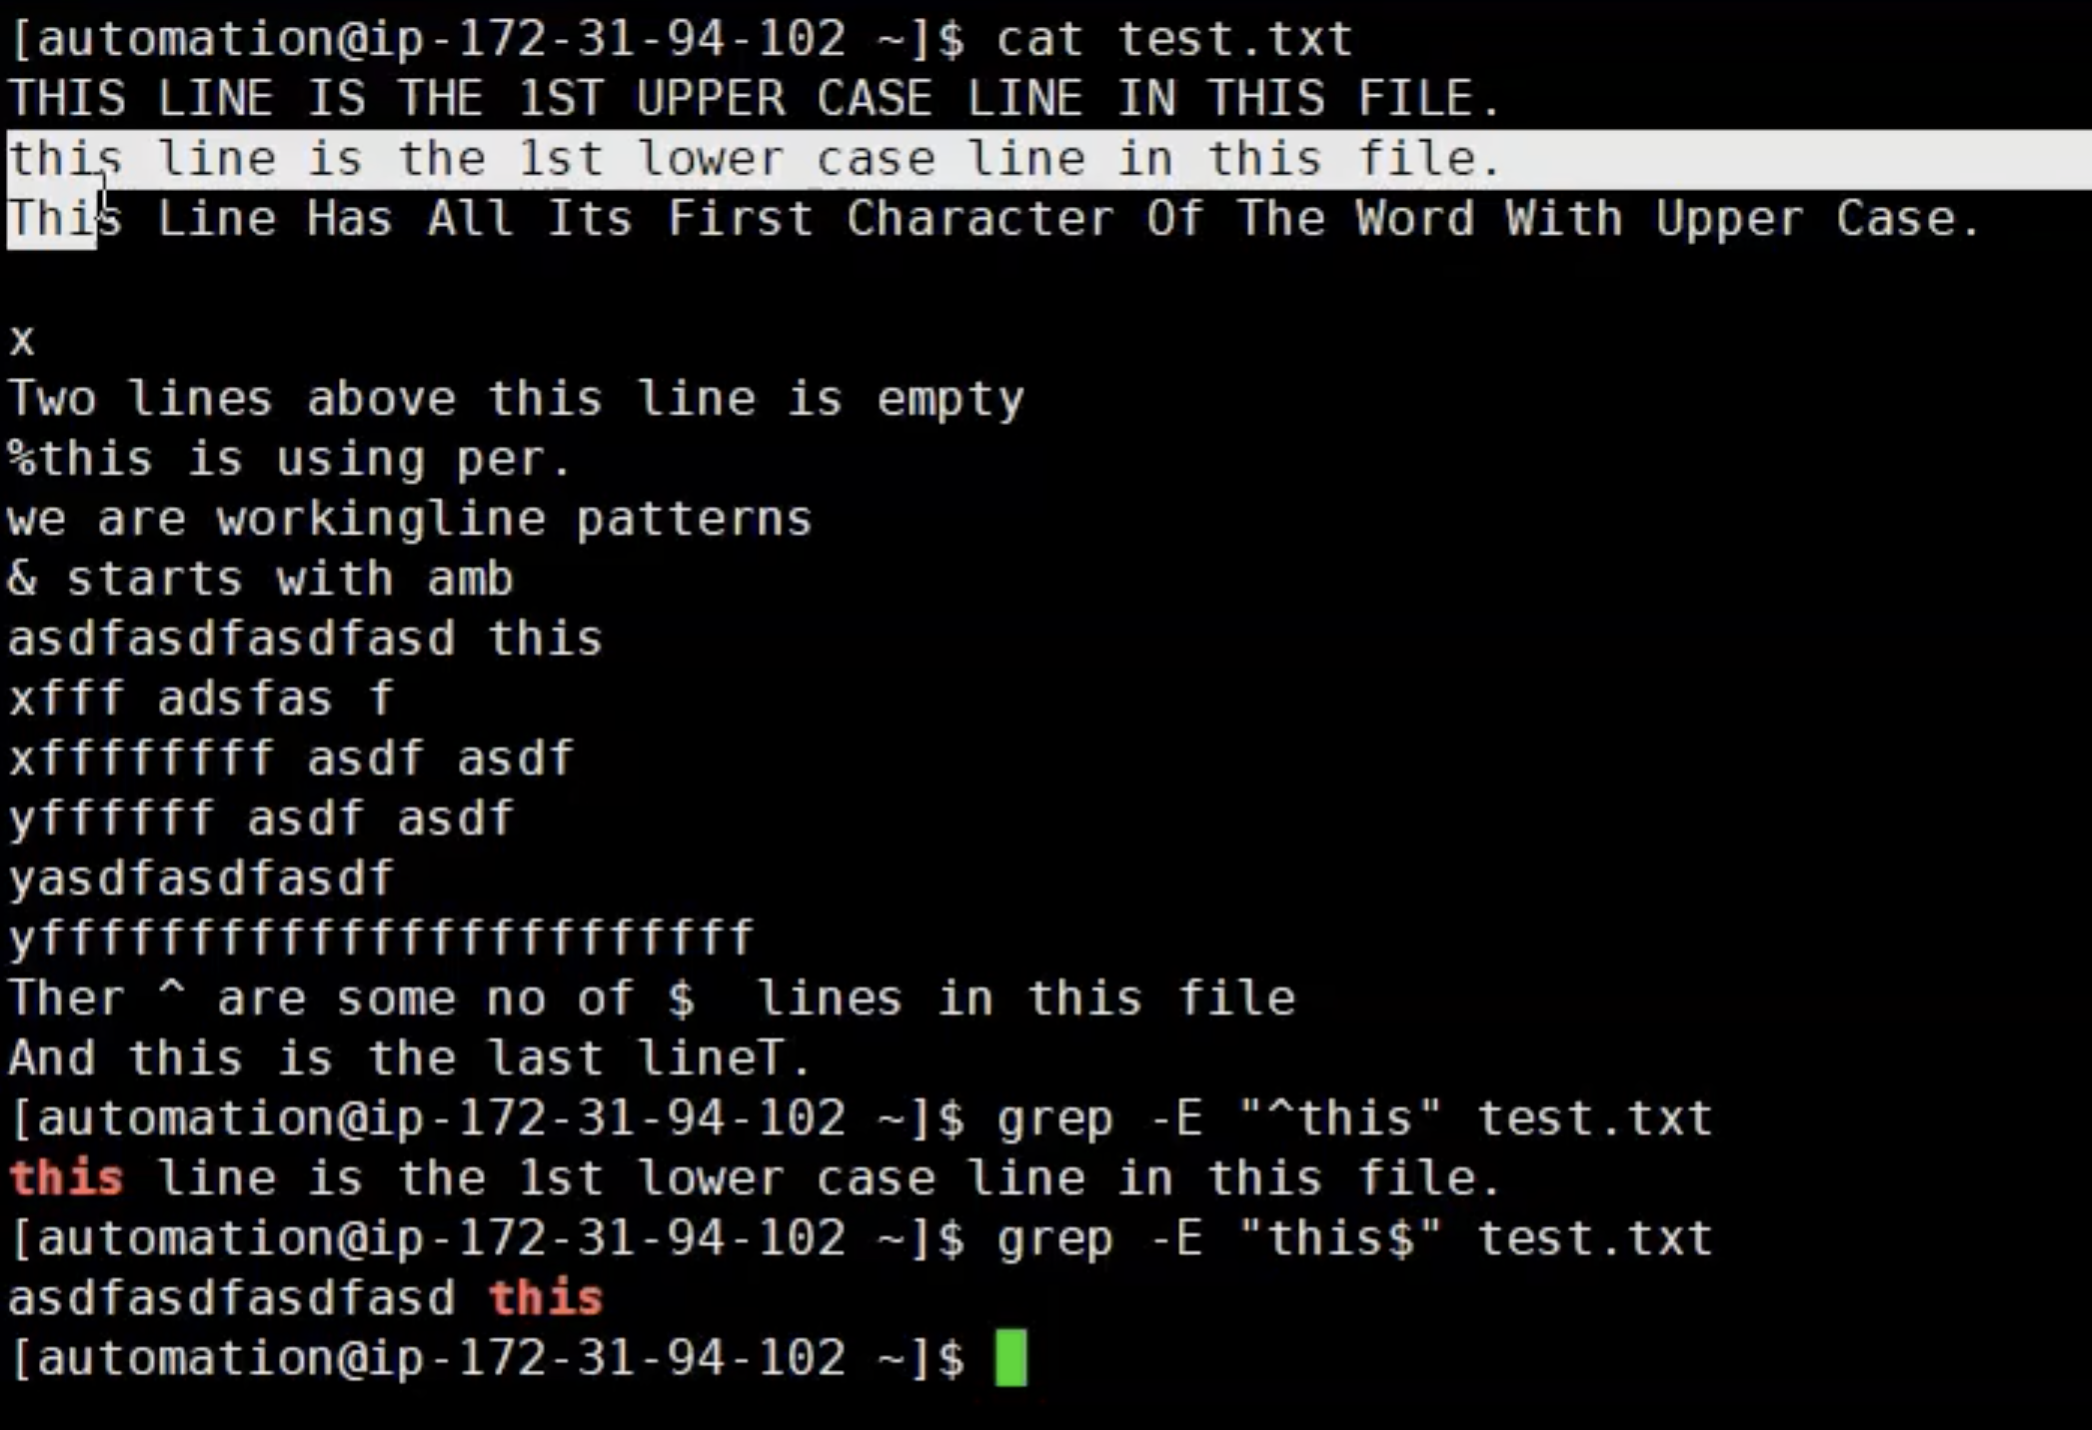 [automation@ip-172-31-94-102 ~]$ cat test.txt
THIS LINE IS THE 1ST UPPER CASE LINE IN THIS FILE.
this line is the 1st lower case line in this file.
This Line Has All Its First Character Of The Word With Upper Case.

x
Two lines above this line is empty
%this is using per.
we are workingline patterns
& starts with amb
asdfasdfasdfasd this
xfff adsfas f
xffffffff asdf asdf
yffffff asdf asdf
yasdfasdfasdf
yffffffffffffffffffffffff
Ther ^ are some no of $  lines in this file
And this is the last lineT.
[automation@ip-172-31-94-102 ~]$ grep -E "^this" test.txt
this line is the 1st lower case line in this file.
[automation@ip-172-31-94-102 ~]$ grep -E "this$" test.txt
asdfasdfasdfasd this
[automation@ip-172-31-94-102 ~]$